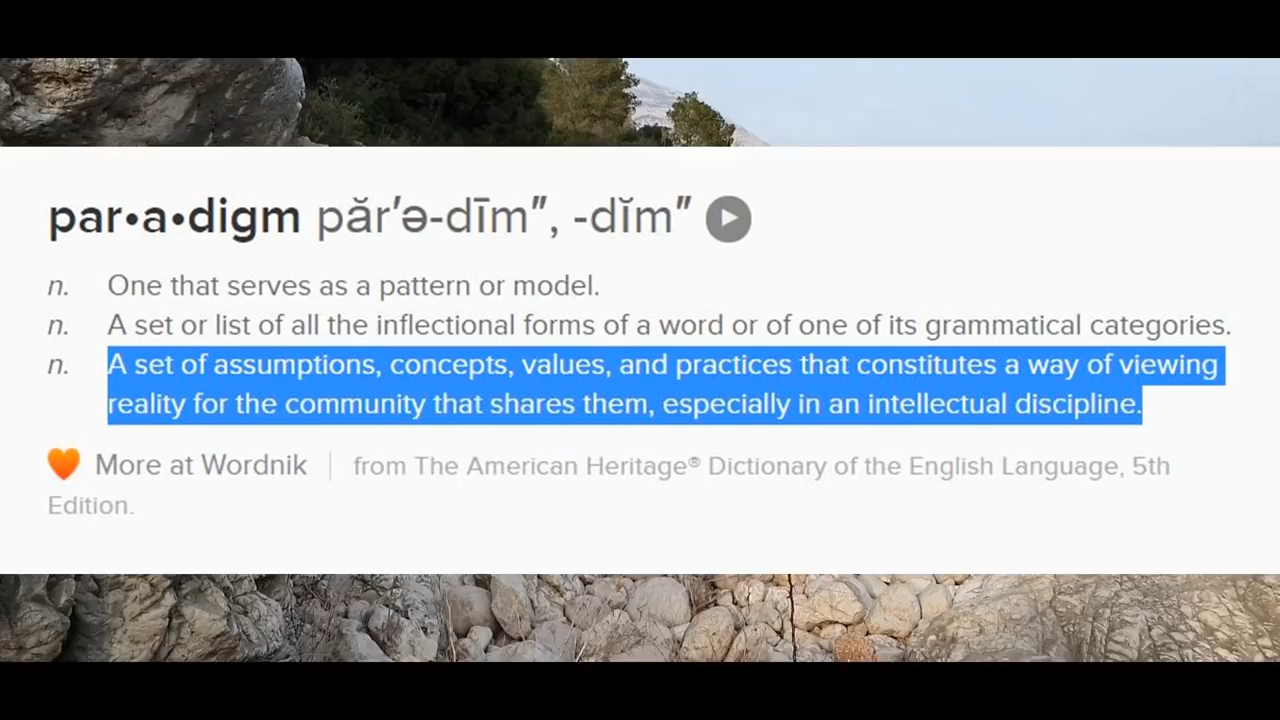 par•a•digm păr′ə-dīm″, -dĭm″
n. One that serves as a pattern or model.
n. A set or list of all the inflectional forms of a word or of one of its grammatical categories.
n. A set of assumptions, concepts, values, and practices that constitutes a way of viewing
reality for the community that shares them, especially in an intellectual discipline.
More at Wordnik from The American Heritage® Dictionary of the English Language, 5th
Edition.